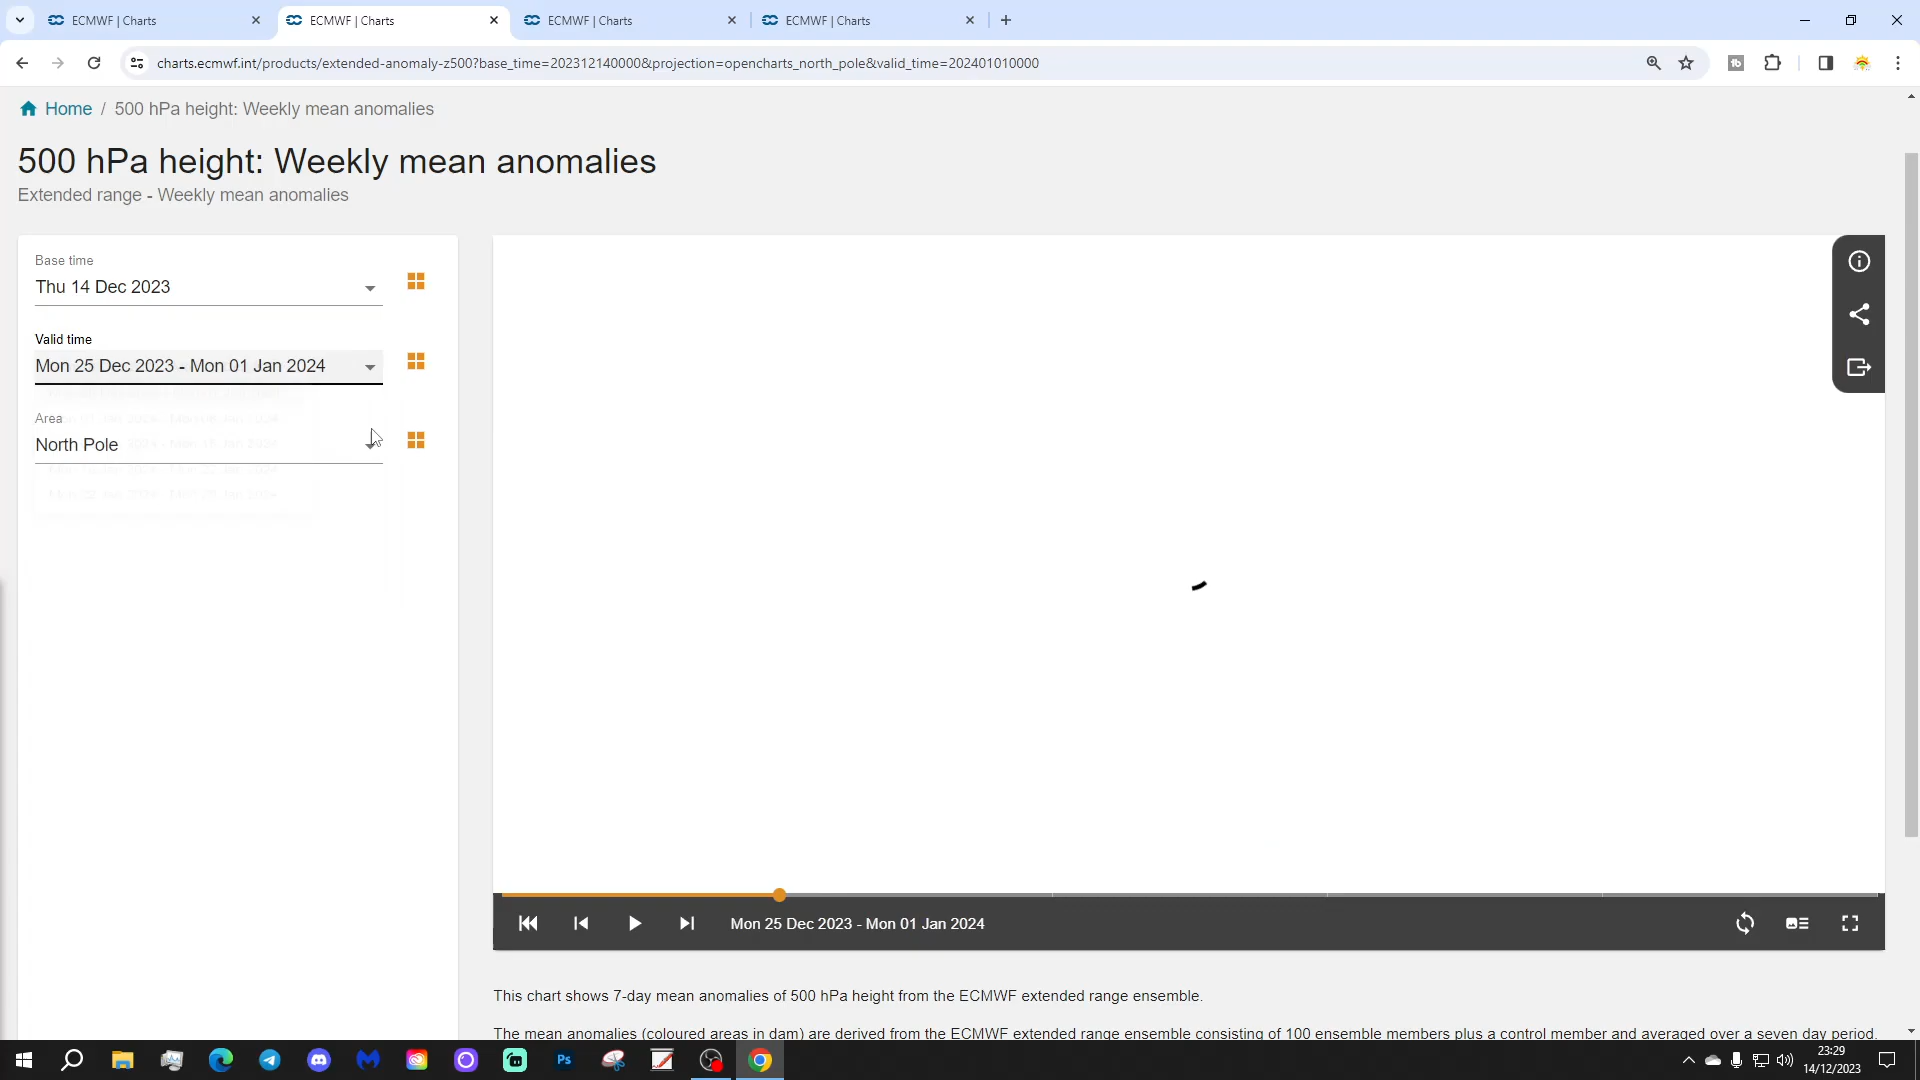 ECMWF | Charts
ECMWF | Charts
ECMWF | Charts
ECMWF | Charts
charts.ecmwf.int/products/extended-anomaly-z500?base_time=202312140000&projection=opencharts_north_pole&valid_time=202401010000
Home / 500 hPa height: Weekly mean anomalies
500 hPa height: Weekly mean anomalies
Extended range - Weekly mean anomalies
Base time
Thu 14 Dec 2023
Valid time
Mon 25 Dec 2023 - Mon 01 Jan 2024
Area
North Pole
Mon 25 Dec 2023 - Mon 01 Jan 2024
This chart shows 7-day mean anomalies of 500 hPa height from the ECMWF extended range ensemble.
The mean anomalies (coloured areas in dam) are derived from the ECMWF extended range ensemble consisting of 100 ensemble members plus a control member and averaged over a seven day period.
Ps
23:29
14/12/2023